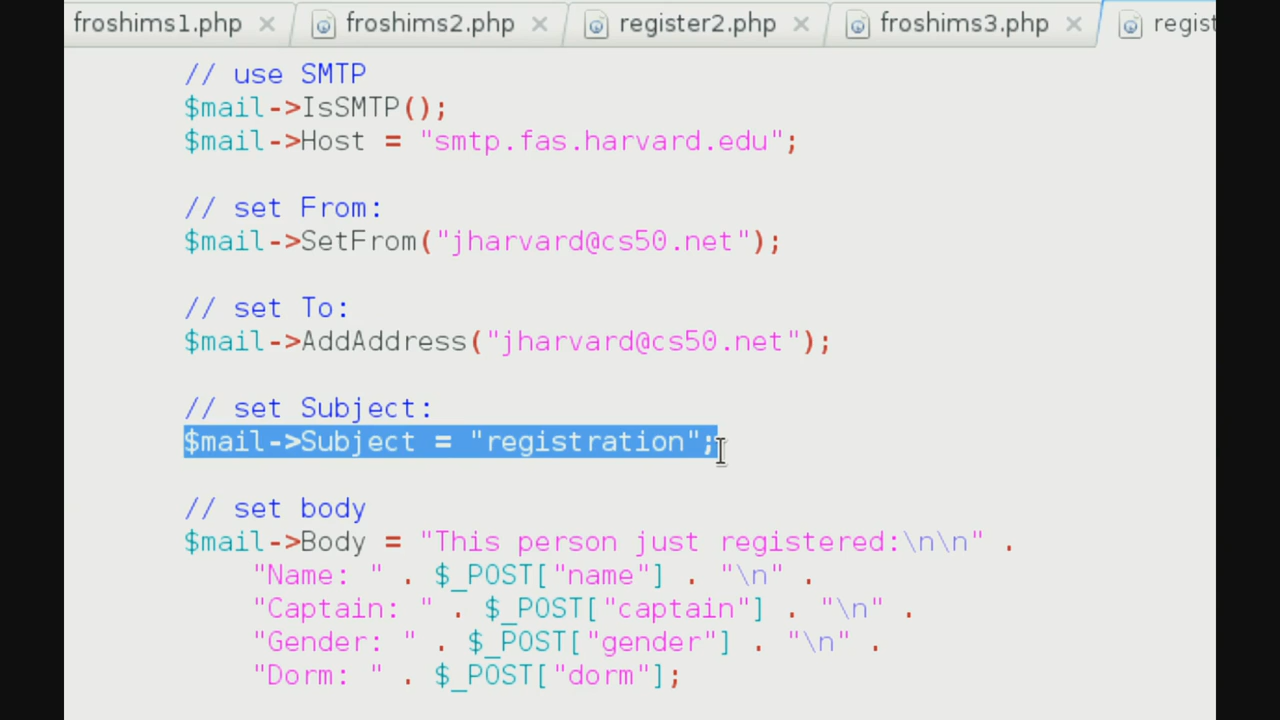 froshims1.php froshims2.php register2.php froshims3.php regist
// use SMTP
$mail->IsSMTP();
$mail->Host = "smtp.fas.harvard.edu";
// set From:
$mail->SetFrom("jharvard@cs50.net");
// set To:
$mail->AddAddress("jharvard@cs50.net");
// set Subject:
$mail->Subject = "registration";
// set body
$mail->Body = "This person just registered:\n\n" .
"Name: " . $_POST["name"] . "\n" .
"Captain: " . $_POST["captain"] . "\n" .
"Gender: " . $_POST["gender"] . "\n" .
"Dorm: " . $_POST["dorm"];